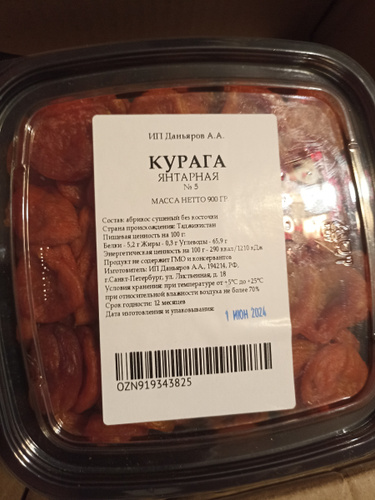 ИП Даньяров А.А.
КУРАГА
ЯНТАРНАЯ
№ 5
МАССА НЕТТО 900 ГР.
Состав: абрикос сушеный без косточки
Страна происхождения: Таджикистан
Пищевая ценность на 100 г:
Белки - 5,2 г Жиры - 0,3 г Углеводы - 65,9 г
Энергетическая ценность на 100 г - 290 ккал/1210 кДж
Продукт не содержит ГМО и консервантов
Изготовитель: ИП Даньяров А.А., 194214, РФ,
г.Санкт-Петербург, ул. Лиственная, д. 18
Условия хранения: при температуре от +5°С до +25°С
при относительной влажности воздуха не более 70%
Срок годности: 12 месяцев
Дата изготовления и упаковывания:
1 ИЮН 2024
OZN919343825